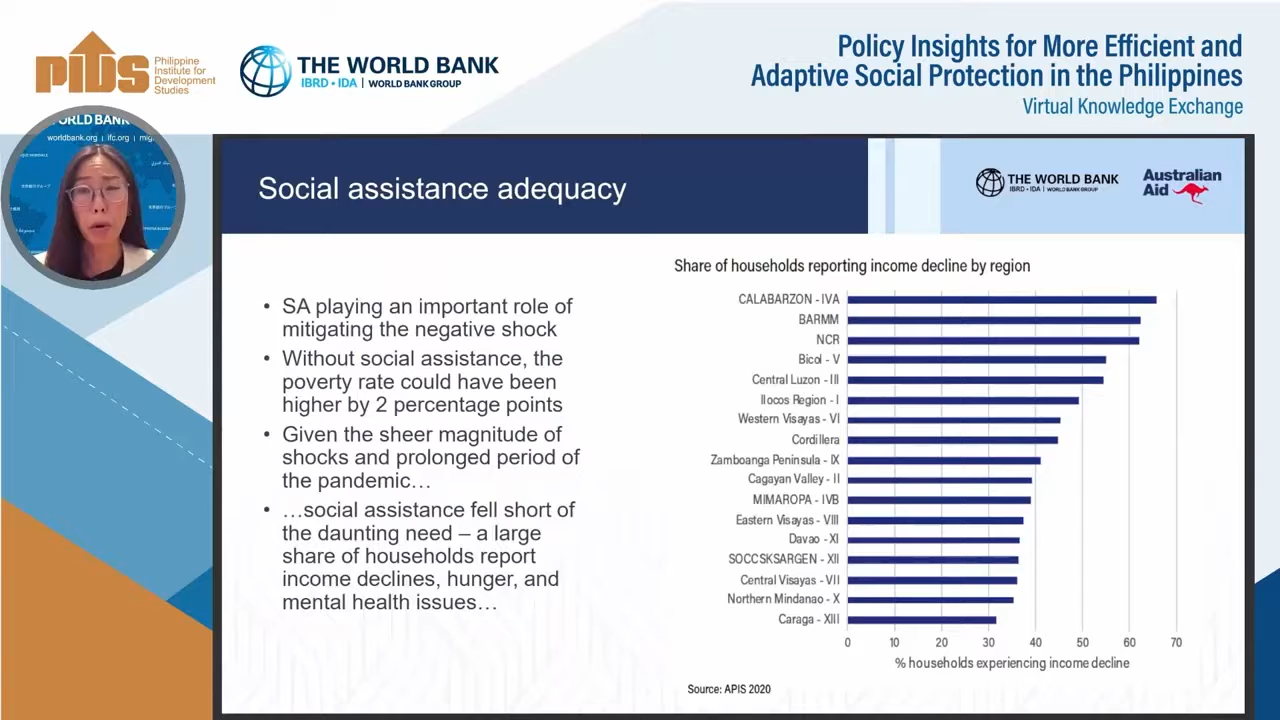 PIDS
Philippine
Institute for
Development
Studies
THE WORLD BANK
IBRD • IDA | WORLD BANK GROUP
Policy Insights for More Efficient and
Adaptive Social Protection in the Philippines
Virtual Knowledge Exchange
WORLD BANK
worldbank.org | ifc.org | mig
Social assistance adequacy
THE WORLD BANK
IBRD • IDA | WORLD BANK GROUP
Australian
Aid
• SA playing an important role of
mitigating the negative shock
• Without social assistance, the
poverty rate could have been
higher by 2 percentage points
• Given the sheer magnitude of
shocks and prolonged period of
the pandemic…
• …social assistance fell short of
the daunting need – a large
share of households report
income declines, hunger, and
mental health issues…
Share of households reporting income decline by region
CALABARZON - IVA
BARMM
NCR
Bicol - V
Central Luzon - III
Ilocos Region - I
Western Visayas - VI
Cordillera
Zamboanga Peninsula - IX
Cagayan Valley - II
MIMAROPA - IVB
Eastern Visayas - VIII
Davao - XI
SOCCSKSARGEN - XII
Central Visayas - VII
Northern Mindanao - X
Caraga - XIII
0 10 20 30 40 50 60 70
% households experiencing income decline
Source: APIS 2020